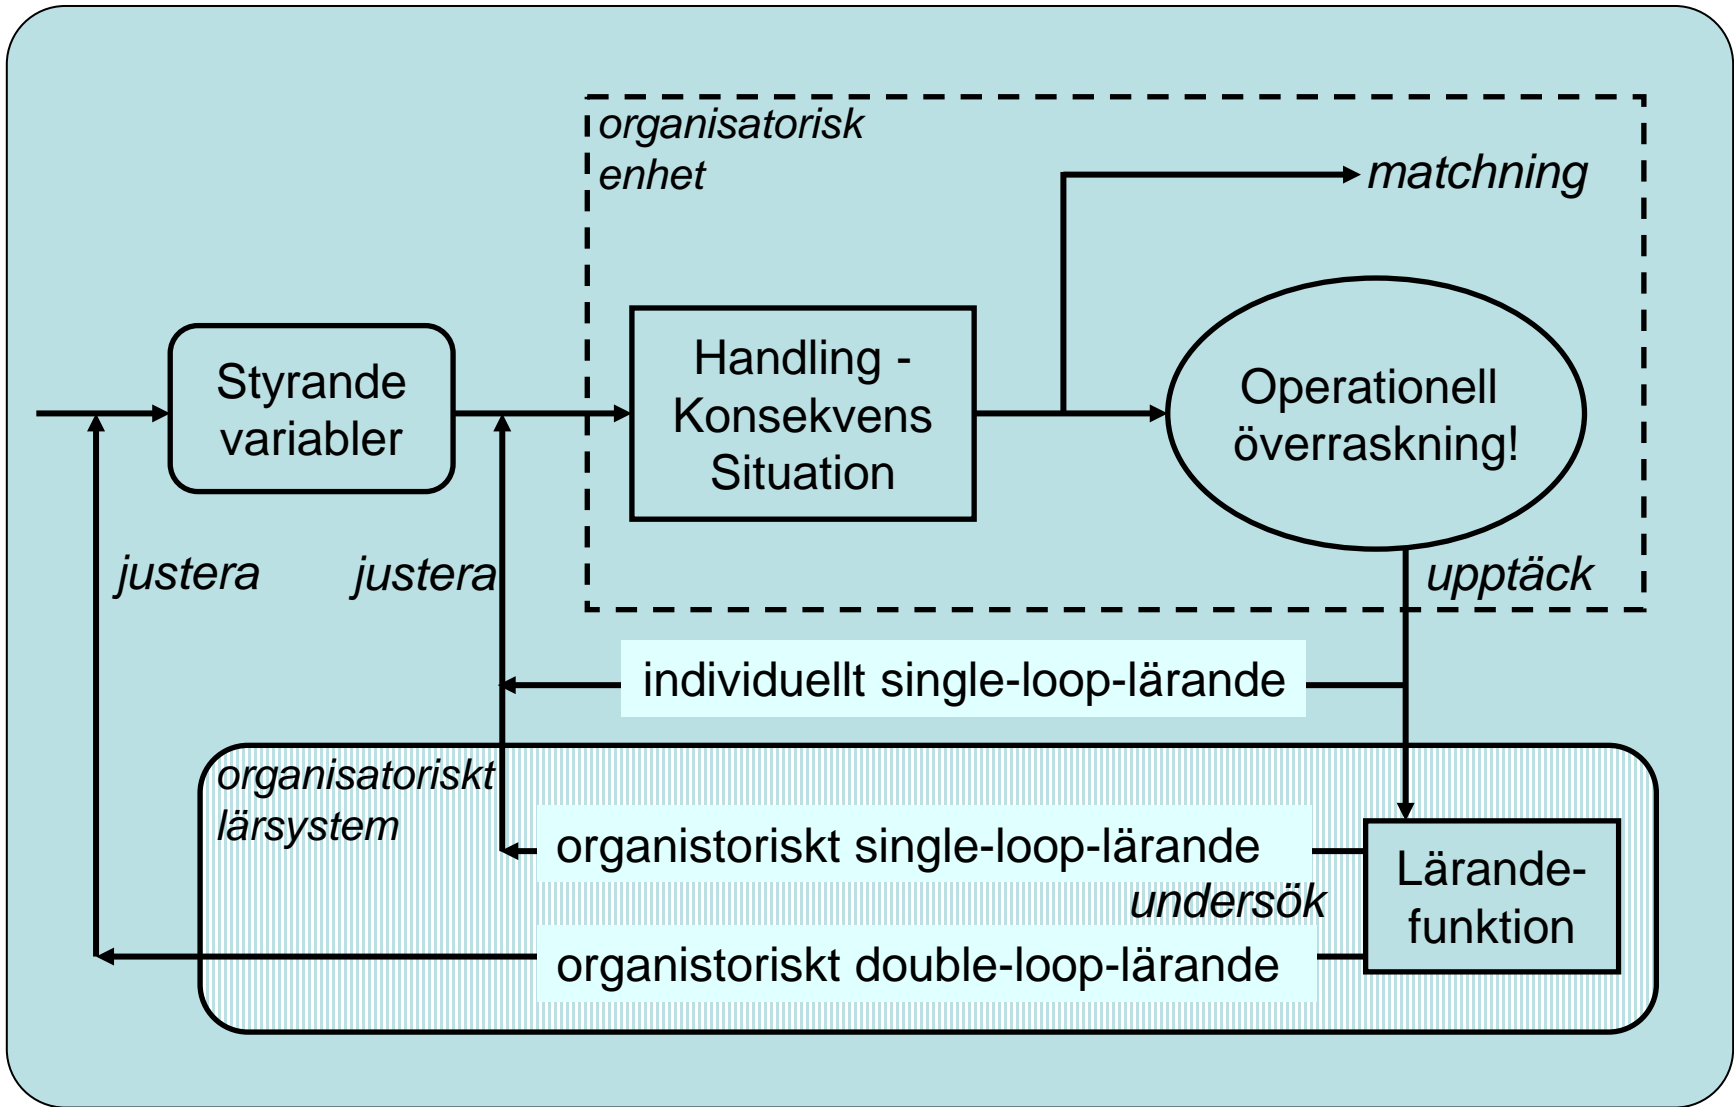 organisatorisk
enhet
matchning
Styrande
variabler
Handling -
Konsekvens
Situation
Operationell
överraskning!
justera
justera
upptäck
individuellt single-loop-lärande
organisatoriskt
lärsystem
organistoriskt single-loop-lärande
undersök
organistoriskt double-loop-lärande
Lärande-
funktion